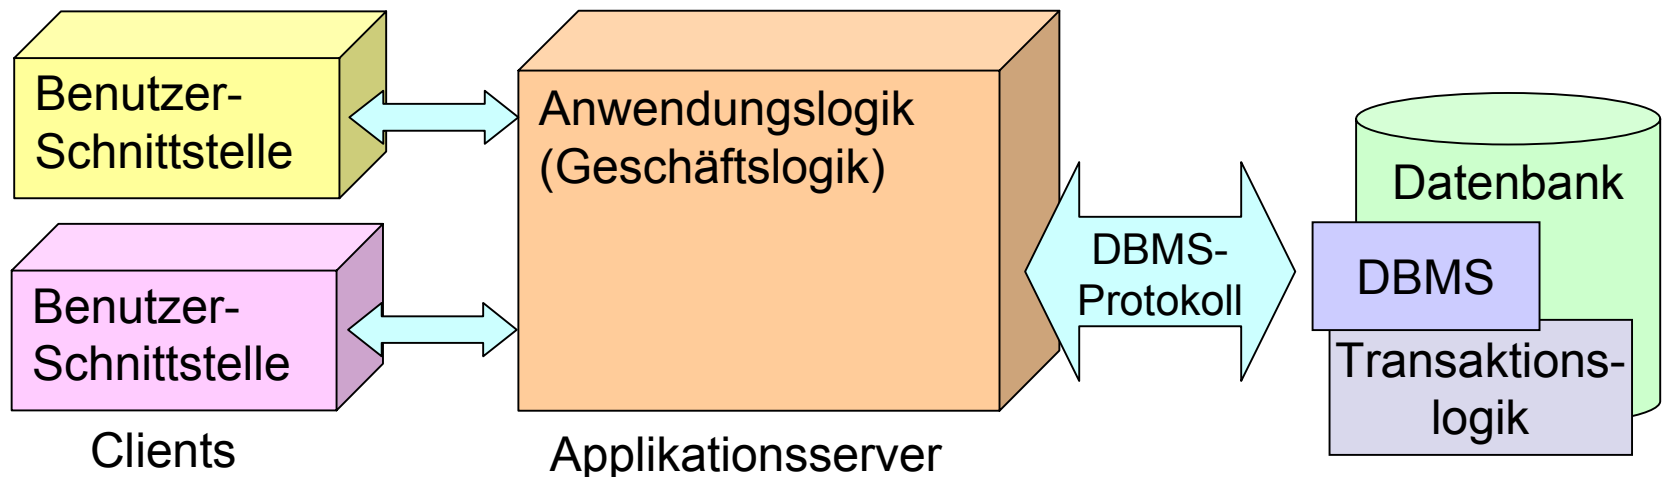 Benutzer-
Schnittstelle
Benutzer-
Schnittstelle
Clients
Anwendungslogik
(Geschäftslogik)
Applikationsserver
DBMS-
Protokoll
Datenbank
DBMS
Transaktions-
logik